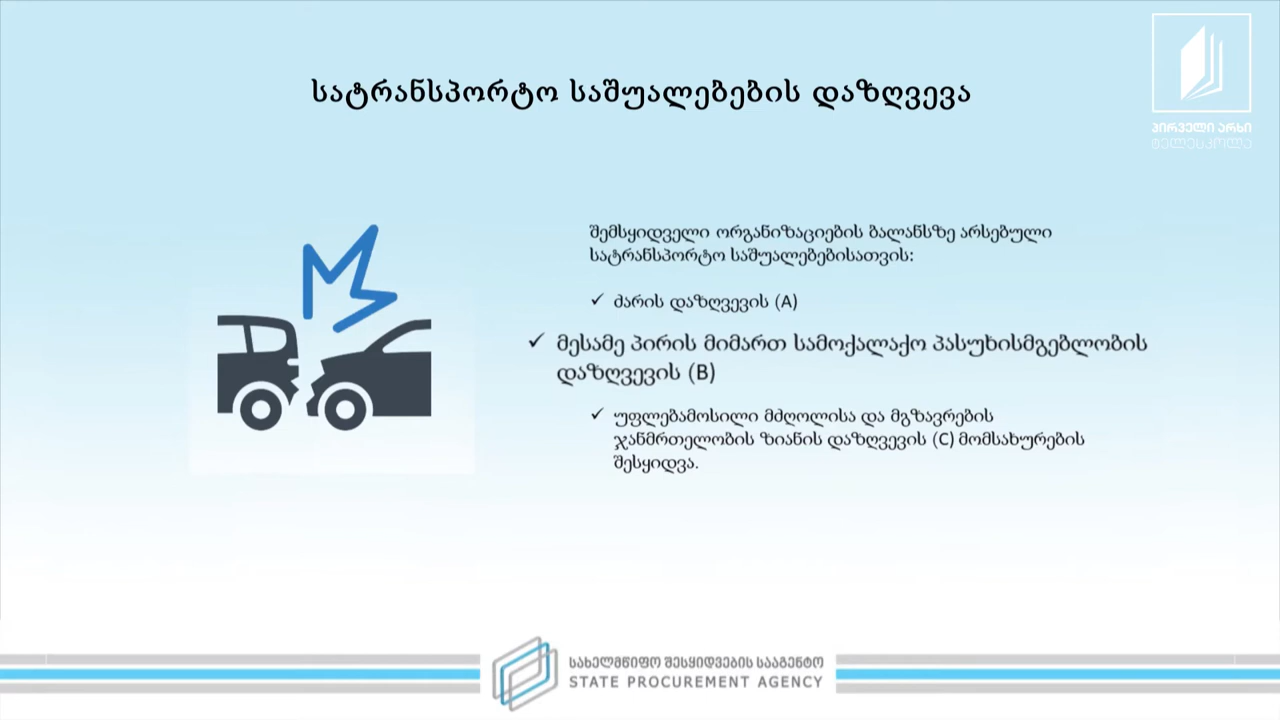 სატრანსპორტო საშუალებების დაზღვევა
პირველი არხი
ტელესკოლა
შემსყიდველი ორგანიზაციების ბალანსზე არსებული
სატრანსპორტო საშუალებებისათვის:
✓ ძარის დაზღვევის (A)
✓ მესამე პირის მიმართ სამოქალაქო პასუხისმგებლობის
დაზღვევის (B)
✓ უფლებამოსილი მძღოლისა და მგზავრების
ჯანმრთელობის ზიანის დაზღვევის (C) მომსახურების
შესყიდვა.
სახელმწიფო შესყიდვების სააგენტო
STATE PROCUREMENT AGENCY